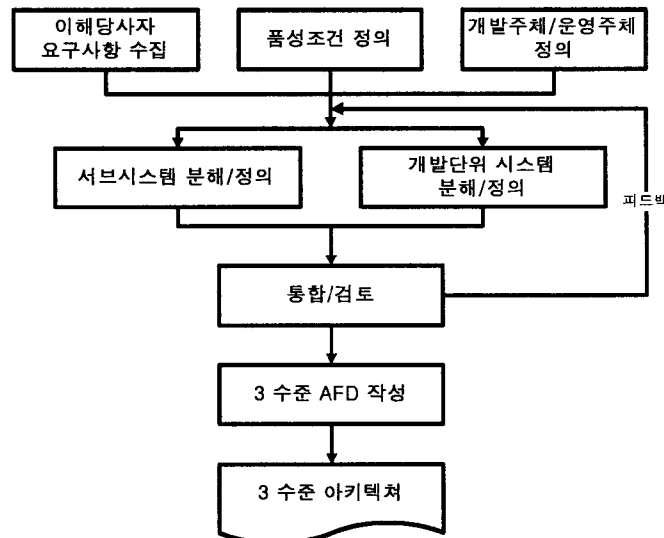 이해당사자
요구사항 수집
품성조건 정의
개발주체/운영주체
정의
서브시스템 분해/정의
개발단위 시스템
분해/정의
피드백
통합/검토
3 수준 AFD 작성
3 수준 아키텍쳐